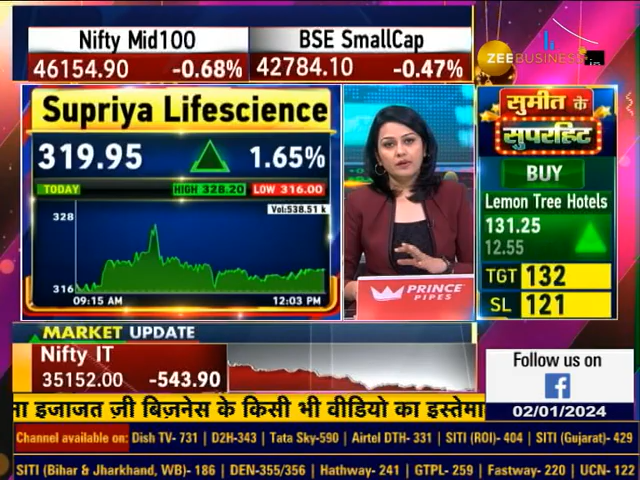 Nifty Mid100
46154.90 -0.68%
BSE SmallCap
42784.10 -0.47%
ZEE BUSINESS
Supriya Lifescience
319.95 1.65%
TODAY HIGH 328.20 LOW 316.00
Vol:538.51 k
328
316
09:15 AM 12:03 PM
PRINCE
PIPES
सुमीत के
सुपरहिट
BUY
Lemon Tree Hotels
131.25
12.55
TGT 132
SL 121
MARKET UPDATE
Nifty IT
35152.00 -543.90
Follow us on
02/01/2024
ना इजाजत ज़ी बिज़नेस के किसी भी वीडियो का इस्तेमा
Channel available on: Dish TV- 731 | D2H-343 | Tata Sky-590 | Airtel DTH- 331 | SITI (ROI)- 404 | SITI (Gujarat)- 429
SITI (Bihar & Jharkhand, WB)- 186 | DEN-355/356 | Hathway- 241 | GTPL- 259 | Fastway- 220 | UCN- 122